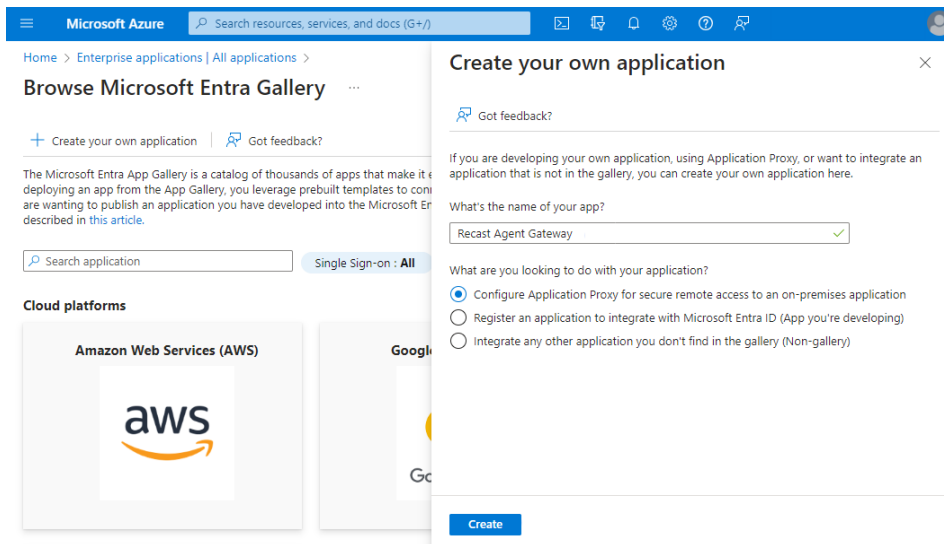 Microsoft Azure
Search resources, services, and docs (G+/)
Home > Enterprise applications | All applications >
Browse Microsoft Entra Gallery ...
+ Create your own application | Got feedback?
The Microsoft Entra App Gallery is a catalog of thousands of apps that make it
deploying an app from the App Gallery, you leverage prebuilt templates to
are wanting to publish an application you have developed into the Microsoft
described in this article.
Search application
Single Sign-on : All
Cloud platforms
Amazon Web Services (AWS)
aws
Create your own application
Got feedback?
If you are developing your own application, using Application Proxy, or want to integrate an
application that is not in the gallery, you can create your own application here.
What's the name of your app?
Recast Agent Gateway
What are you looking to do with your application?
Configure Application Proxy for secure remote access to an on-premises application
Register an application to integrate with Microsoft Entra ID (App you're developing)
Integrate any other application you don't find in the gallery (Non-gallery)
Create